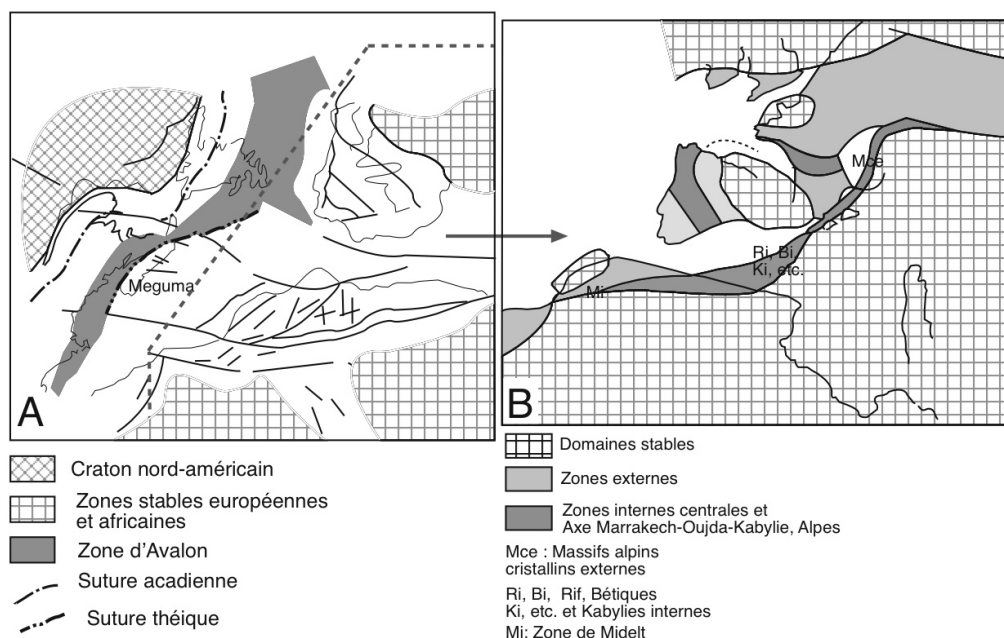 A
Meguma
B
Mce
Ri, Bi,
Ki, etc.
Mi
Craton nord-américain
Zones stables européennes
et africaines
Zone d'Avalon
Suture acadienne
Suture théique
Domaines stables
Zones externes
Zones internes centrales et
Axe Marrakech-Oujda-Kabylie, Alpes
Mce : Massifs alpins
cristallins externes
Ri, Bi, Rif, Bétiques
Ki, etc. et Kabylies internes
Mi: Zone de Midelt